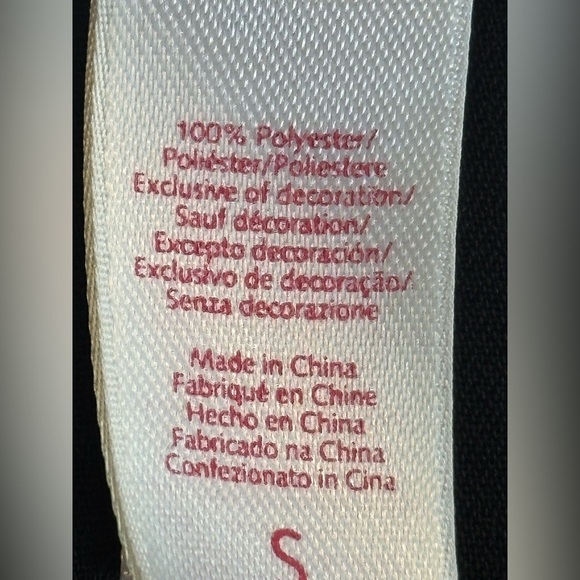 100% Polyester/
Poliéster/Poliestere
Exclusive of decoration/
Sauf décoration/
Excepto decoración/
Exclusivo de decoração/
Senza decorazione
Made in China
Fabriqué en Chine
Hecho en China
Fabricado na China
Confezionato in Cina
S